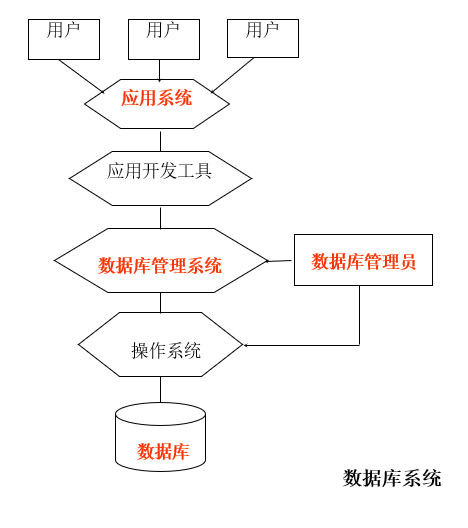 用户
用户
用户
应用系统
应用开发工具
数据库管理系统
数据库管理员
操作系统
数据库
数据库系统